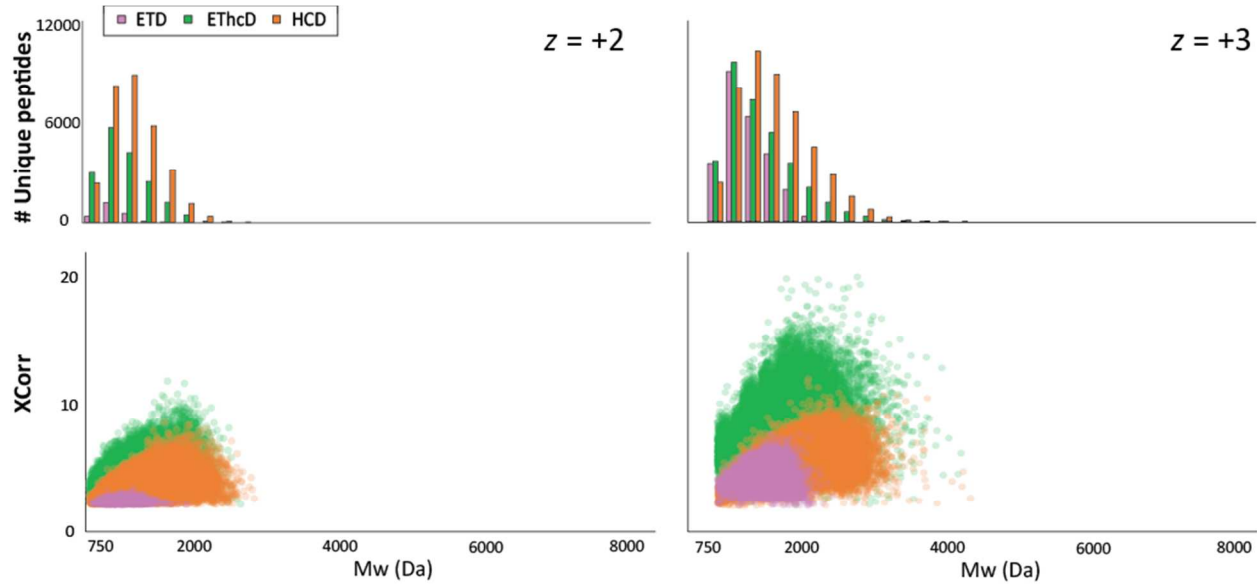 ETD EThcD HCD
12000
6000
0
# Unique peptides
z = +2
z = +3
20
10
0
XCorr
750 2000 4000 6000 8000
Mw (Da)
750 2000 4000 6000 8000
Mw (Da)